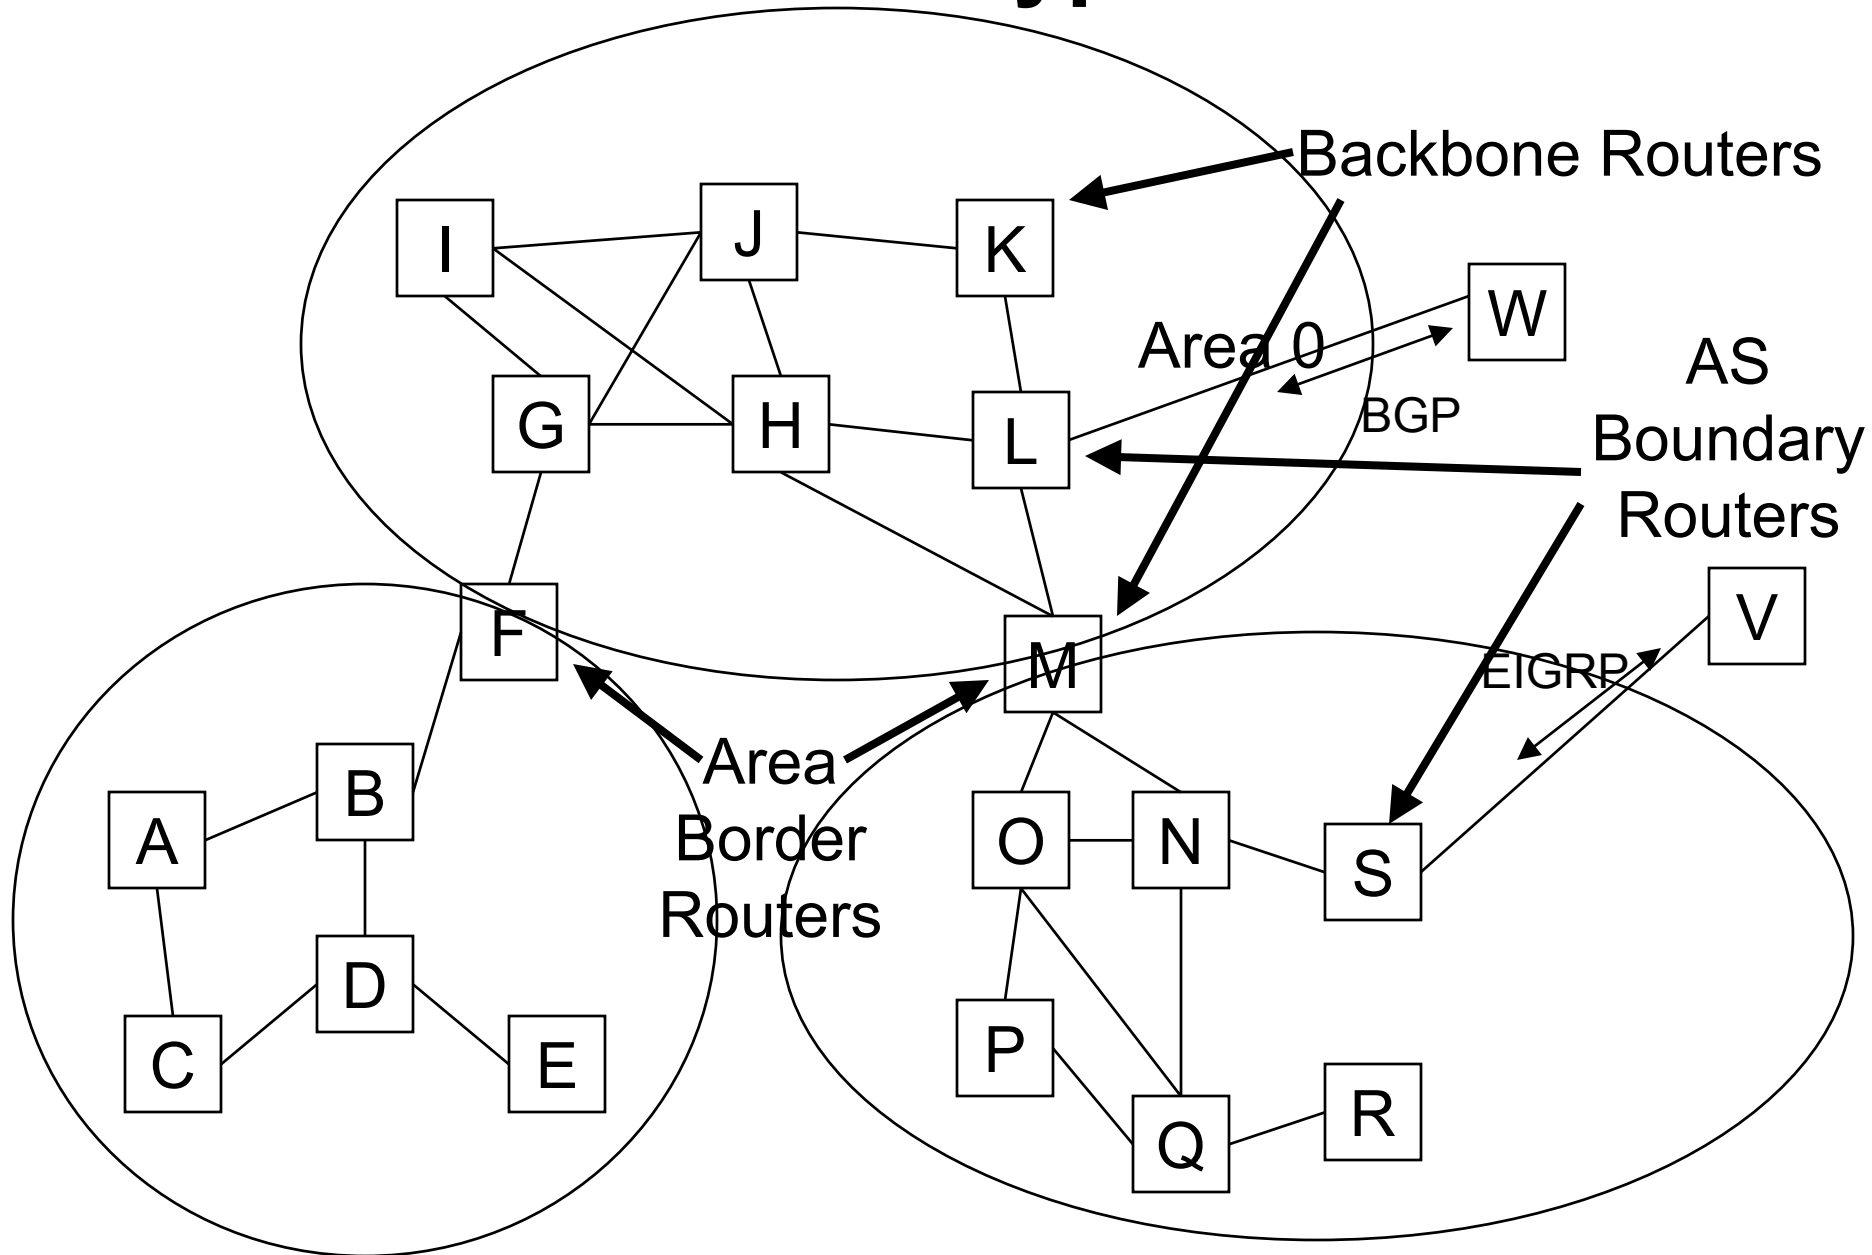 Backbone Routers
I
J
K
W
Area 0
AS
Boundary
Routers
BGP
G
H
L
V
F
M
EIGRP
Area
Border
Routers
A
B
O
N
S
C
D
E
P
Q
R